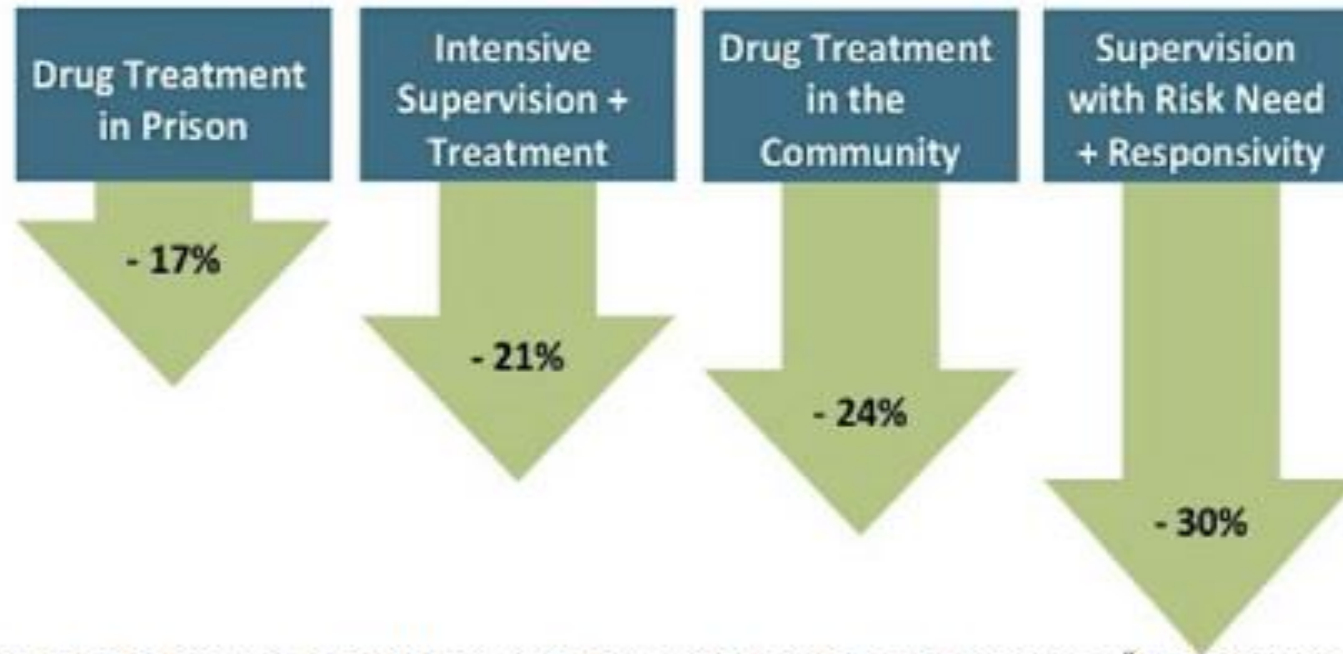 Drug Treatment
in Prison
- 17%
Intensive
Supervision +
Treatment
- 21%
Drug Treatment
in the
Community
- 24%
Supervision
with Risk Need
+ Responsivity
- 30%